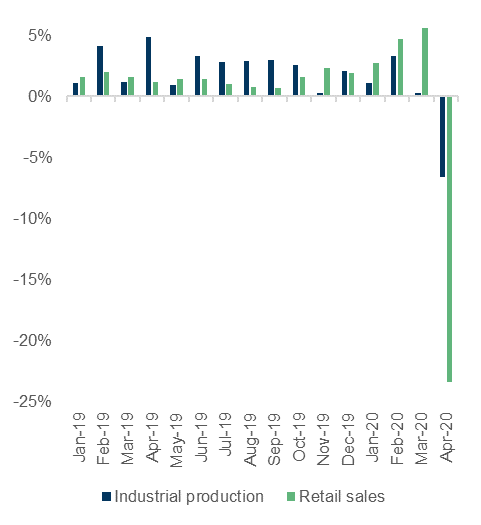 5%
0%
-5%
-10%
-15%
-20%
-25%
Jan-19
Feb-19
Mar-19
Apr-19
May-19
Jun-19
Jul-19
Aug-19
Sep-19
Oct-19
Nov-19
Dec-19
Jan-20
Feb-20
Mar-20
Apr-20
Industrial production Retail sales